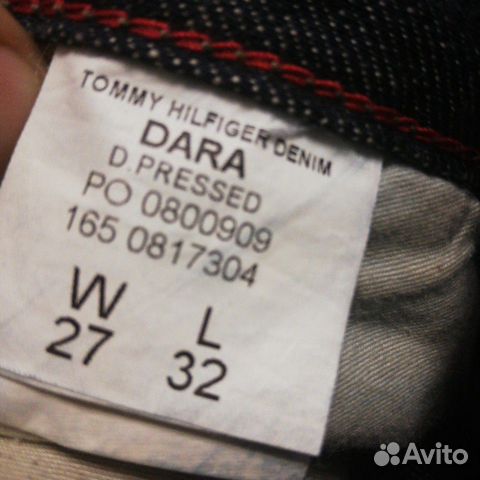 TOMMY HILFIGER DENIM
DARA
D.PRESSED
PO 0800909
165 0817304
W L
27 32
Avito